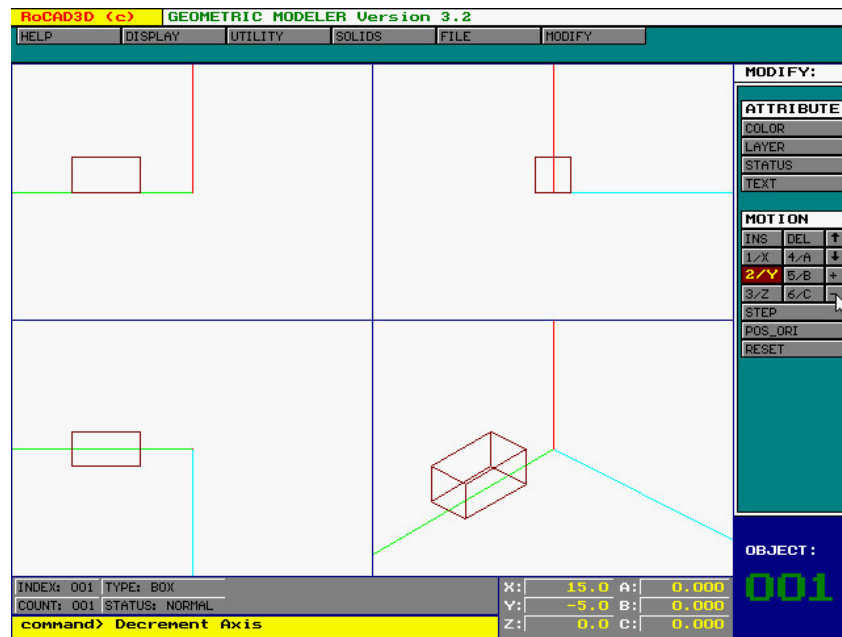 RoCAD3D (c) GEOMETRIC MODELER Version 3.2
HELP DISPLAY UTILITY SOLIDS FILE MODIFY
MODIFY:
ATTRIBUTE
COLOR
LAYER
STATUS
TEXT
MOTION
INS DEL ↑
1/X 4/A ↓
2/Y 5/B +
3/Z 6/C -
STEP
POS_ORI
RESET
OBJECT:
001
INDEX: 001 TYPE: BOX
COUNT: 001 STATUS: NORMAL
X: 15.0 A: 0.000
Y: -5.0 B: 0.000
Z: 0.0 C: 0.000
command> Decrement Axis